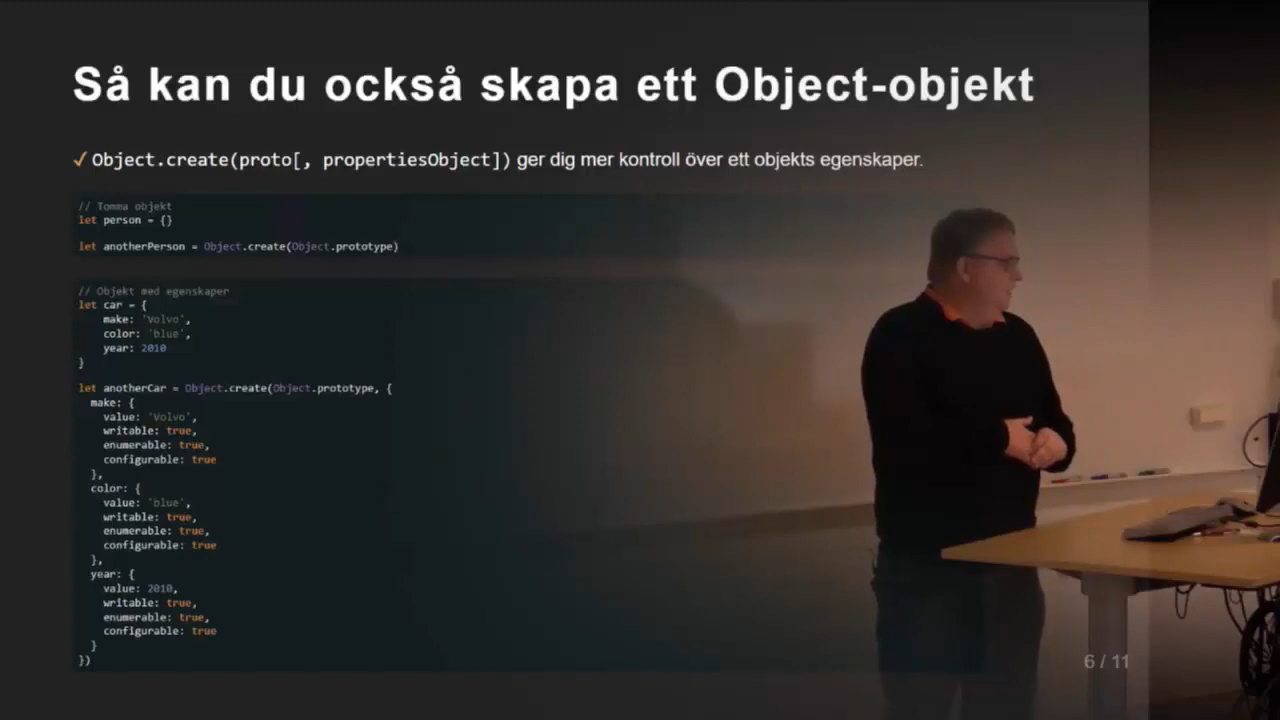 Så kan du också skapa ett Object-objekt
✓ Object.create(proto[, propertiesObject]) ger dig mer kontroll över ett objekts egenskaper.
// Tomma objekt
let person = {}
let anotherPerson = Object.create(Object.prototype)
// Objekt med egenskaper
let car = {
make: 'Volvo',
color: 'blue',
year: 2010
}
let anotherCar = Object.create(Object.prototype, {
make: {
value: 'Volvo',
writable: true,
enumerable: true,
configurable: true
},
color: {
value: 'blue',
writable: true,
enumerable: true,
configurable: true
},
year: {
value: 2010,
writable: true,
enumerable: true,
configurable: true
}
})
6 / 11